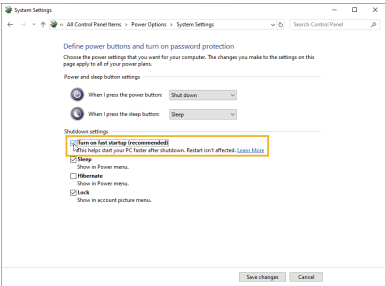 System Settings
« All Control Panel Items > Power Options > System Settings
Search Control Panel
Define power buttons and turn on password protection
Choose the power settings that you want for your computer. The changes you make to the settings on this
page apply to all of your power plans.
Power and sleep button settings
When I press the power button: Shut down
When I press the sleep button: Sleep
Shutdown settings
Turn on fast startup (recommended)
This helps start your PC faster after shutdown. Restart isn't affected. Learn More
Sleep
Show in Power menu.
Hibernate
Show in Power menu.
Lock
Show in account picture menu.
Save changes Cancel